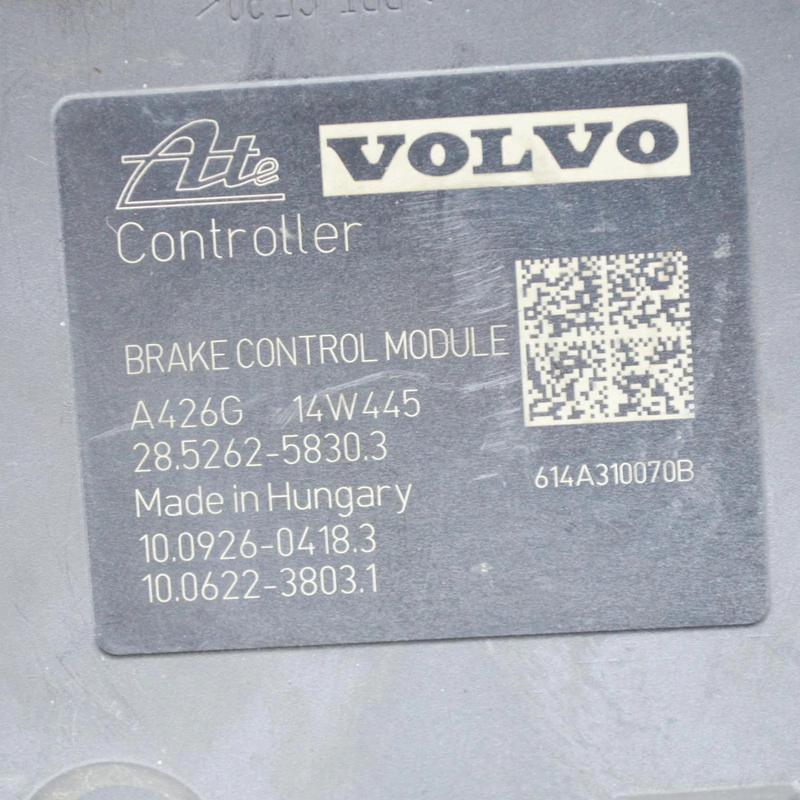 Ate VOLVO
Controller
BRAKE CONTROL MODULE
A426G 14W445
28.5262-5830.3
614A310070B
Made in Hungary
10.0926-0418.3
10.0622-3803.1